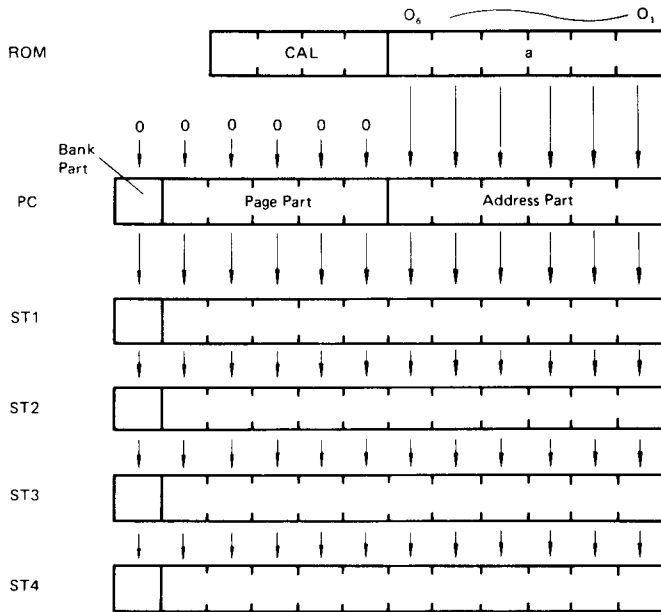 O6 O1
ROM CAL a
0 0 0 0 0 0
Bank
Part
PC Page Part Address Part
ST1
ST2
ST3
ST4